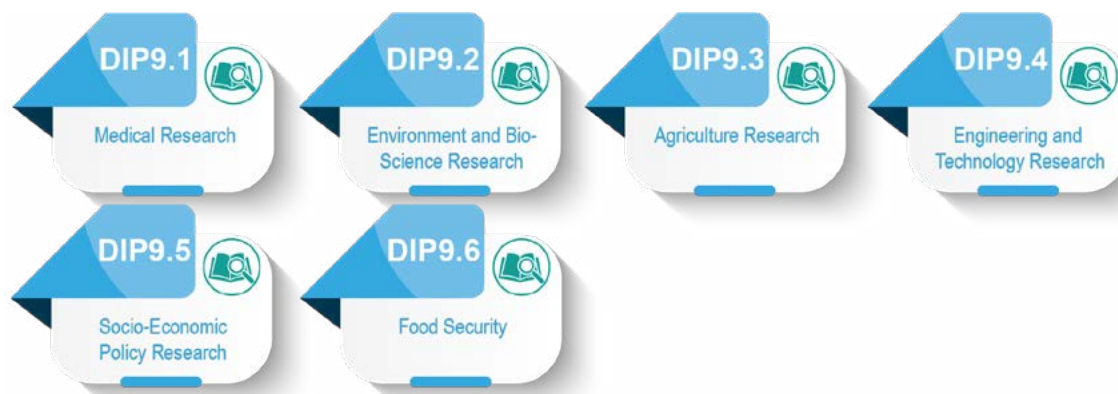 DIP9.1
Medical Research
DIP9.2
Environment and Bio-
Science Research
DIP9.3
Agriculture Research
DIP9.4
Engineering and
Technology Research
DIP9.5
Socio-Economic
Policy Research
DIP9.6
Food Security